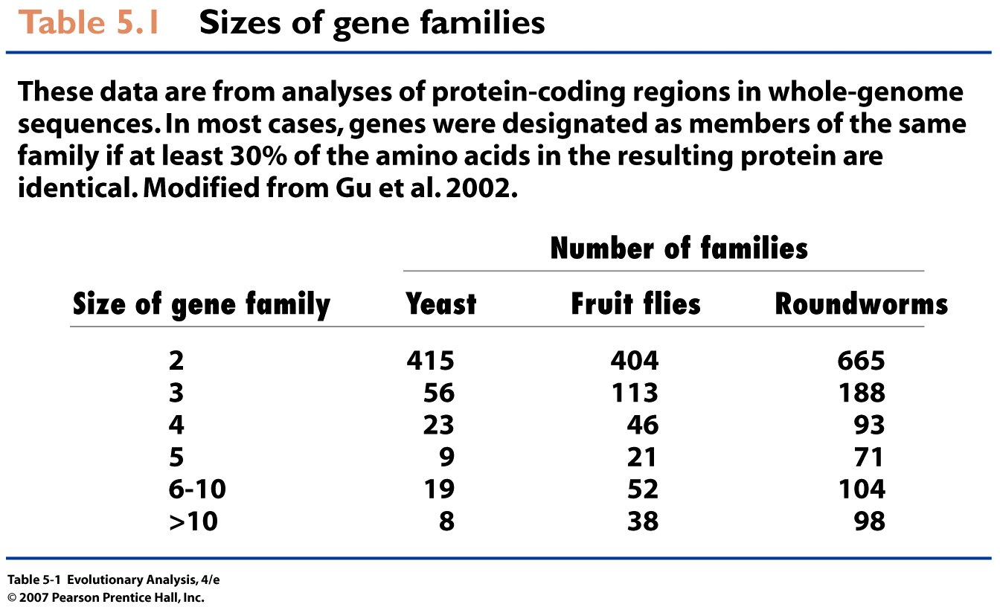 Table 5.1 Sizes of gene families
These data are from analyses of protein-coding regions in whole-genome
sequences. In most cases, genes were designated as members of the same
family if at least 30% of the amino acids in the resulting protein are
identical. Modified from Gu et al. 2002.
Number of families
Size of gene family Yeast Fruit flies Roundworms
2 415 404 665
3 56 113 188
4 23 46 93
5 9 21 71
6-10 19 52 104
>10 8 38 98
Table 5-1 Evolutionary Analysis, 4/e
© 2007 Pearson Prentice Hall, Inc.